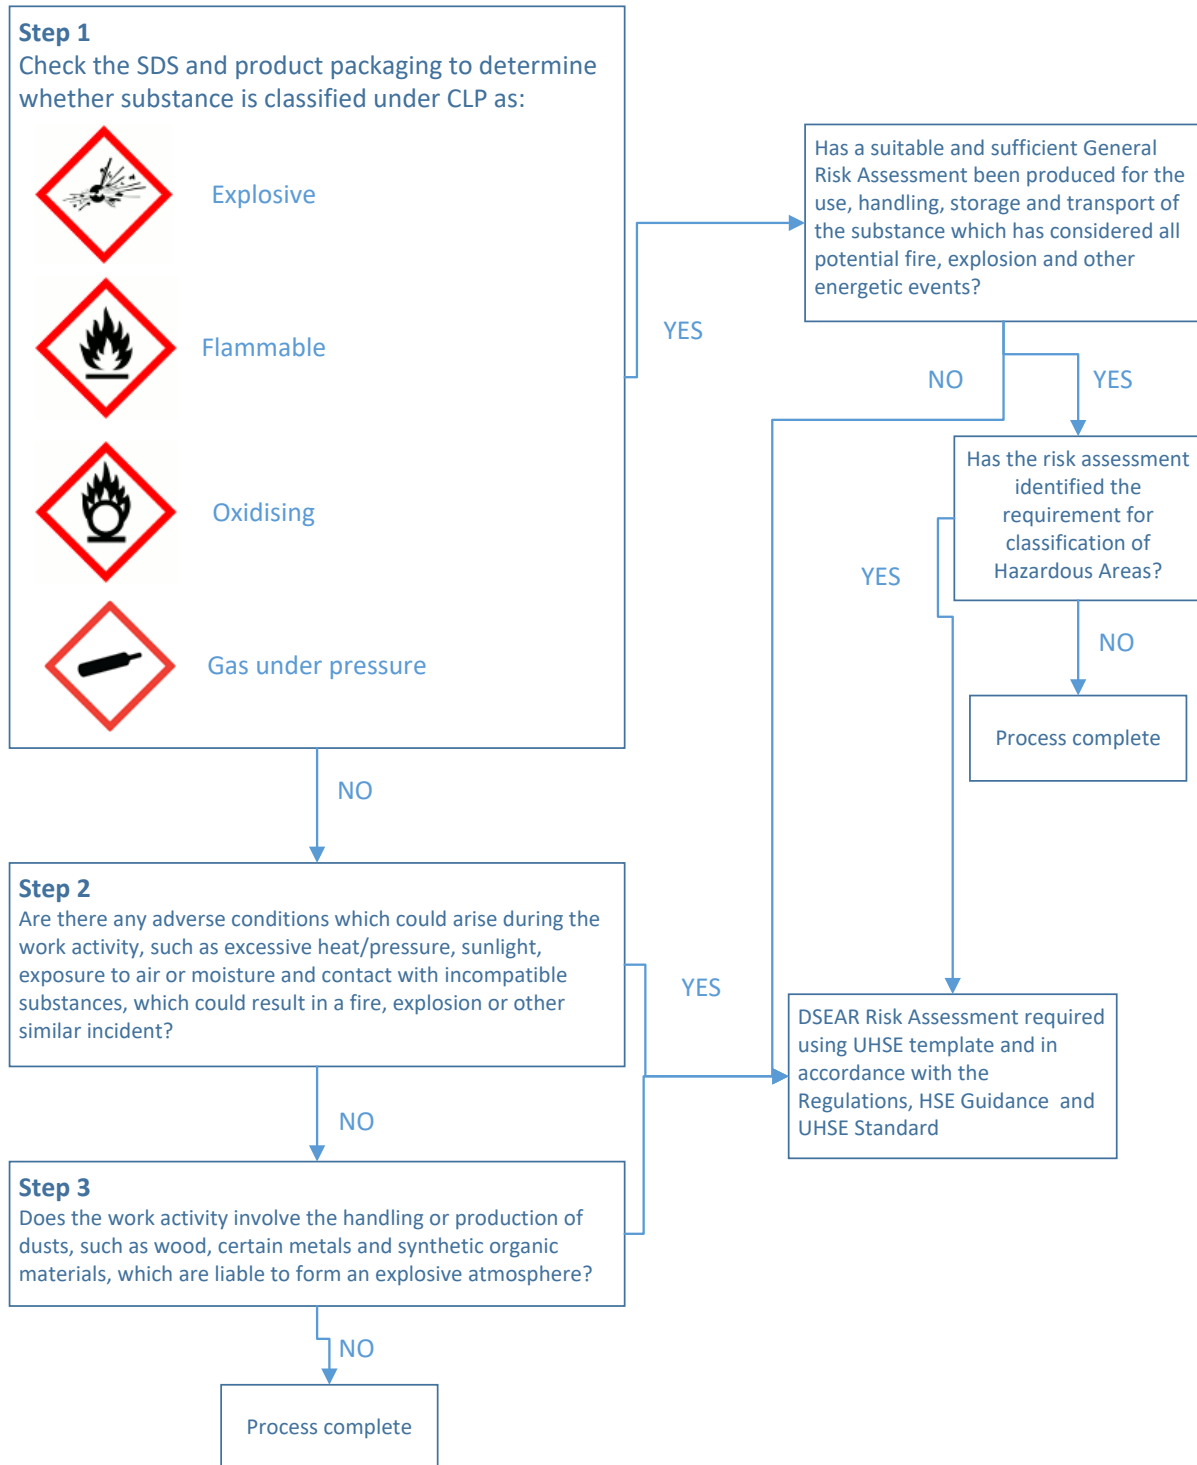 Step 1
Check the SDS and product packaging to determine
whether substance is classified under CLP as:
Explosive
Flammable
Oxidising
Gas under pressure
YES
Has a suitable and sufficient General
Risk Assessment been produced for the
use, handling, storage and transport of
the substance which has considered all
potential fire, explosion and other
energetic events?
NO
YES
Has the risk assessment
identified the
requirement for
classification of
Hazardous Areas?
YES
NO
Process complete
NO
Step 2
Are there any adverse conditions which could arise during the
work activity, such as excessive heat/pressure, sunlight,
exposure to air or moisture and contact with incompatible
substances, which could result in a fire, explosion or other
similar incident?
YES
DSEAR Risk Assessment required
using UHSE template and in
accordance with the
Regulations, HSE Guidance and
UHSE Standard
NO
Step 3
Does the work activity involve the handling or production of
dusts, such as wood, certain metals and synthetic organic
materials, which are liable to form an explosive atmosphere?
NO
Process complete